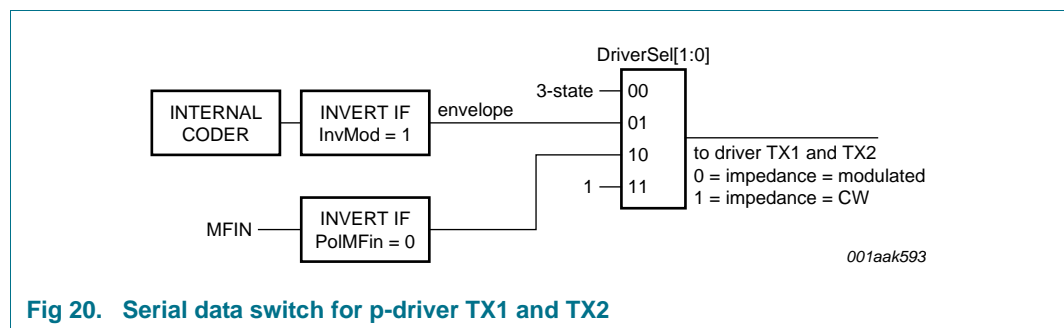 DriverSel[1:0]
3-state
00
INTERNAL
CODER
INVERT IF
InvMod = 1
envelope
01
10
1
11
to driver TX1 and TX2
0 = impedance = modulated
1 = impedance = CW
MFIN
INVERT IF
PolMFin = 0
001aak593
Fig 20. Serial data switch for p-driver TX1 and TX2